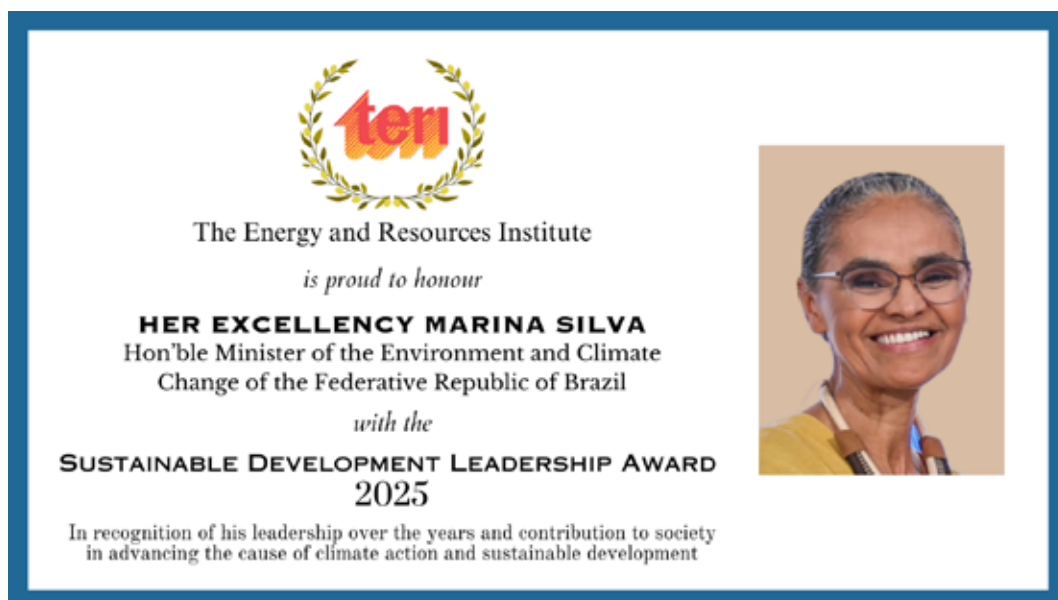 teri
The Energy and Resources Institute
is proud to honour
HER EXCELLENCY MARINA SILVA
Hon'ble Minister of the Environment and Climate
Change of the Federative Republic of Brazil
with the
SUSTAINABLE DEVELOPMENT LEADERSHIP AWARD
2025
In recognition of his leadership over the years and contribution to society
in advancing the cause of climate action and sustainable development